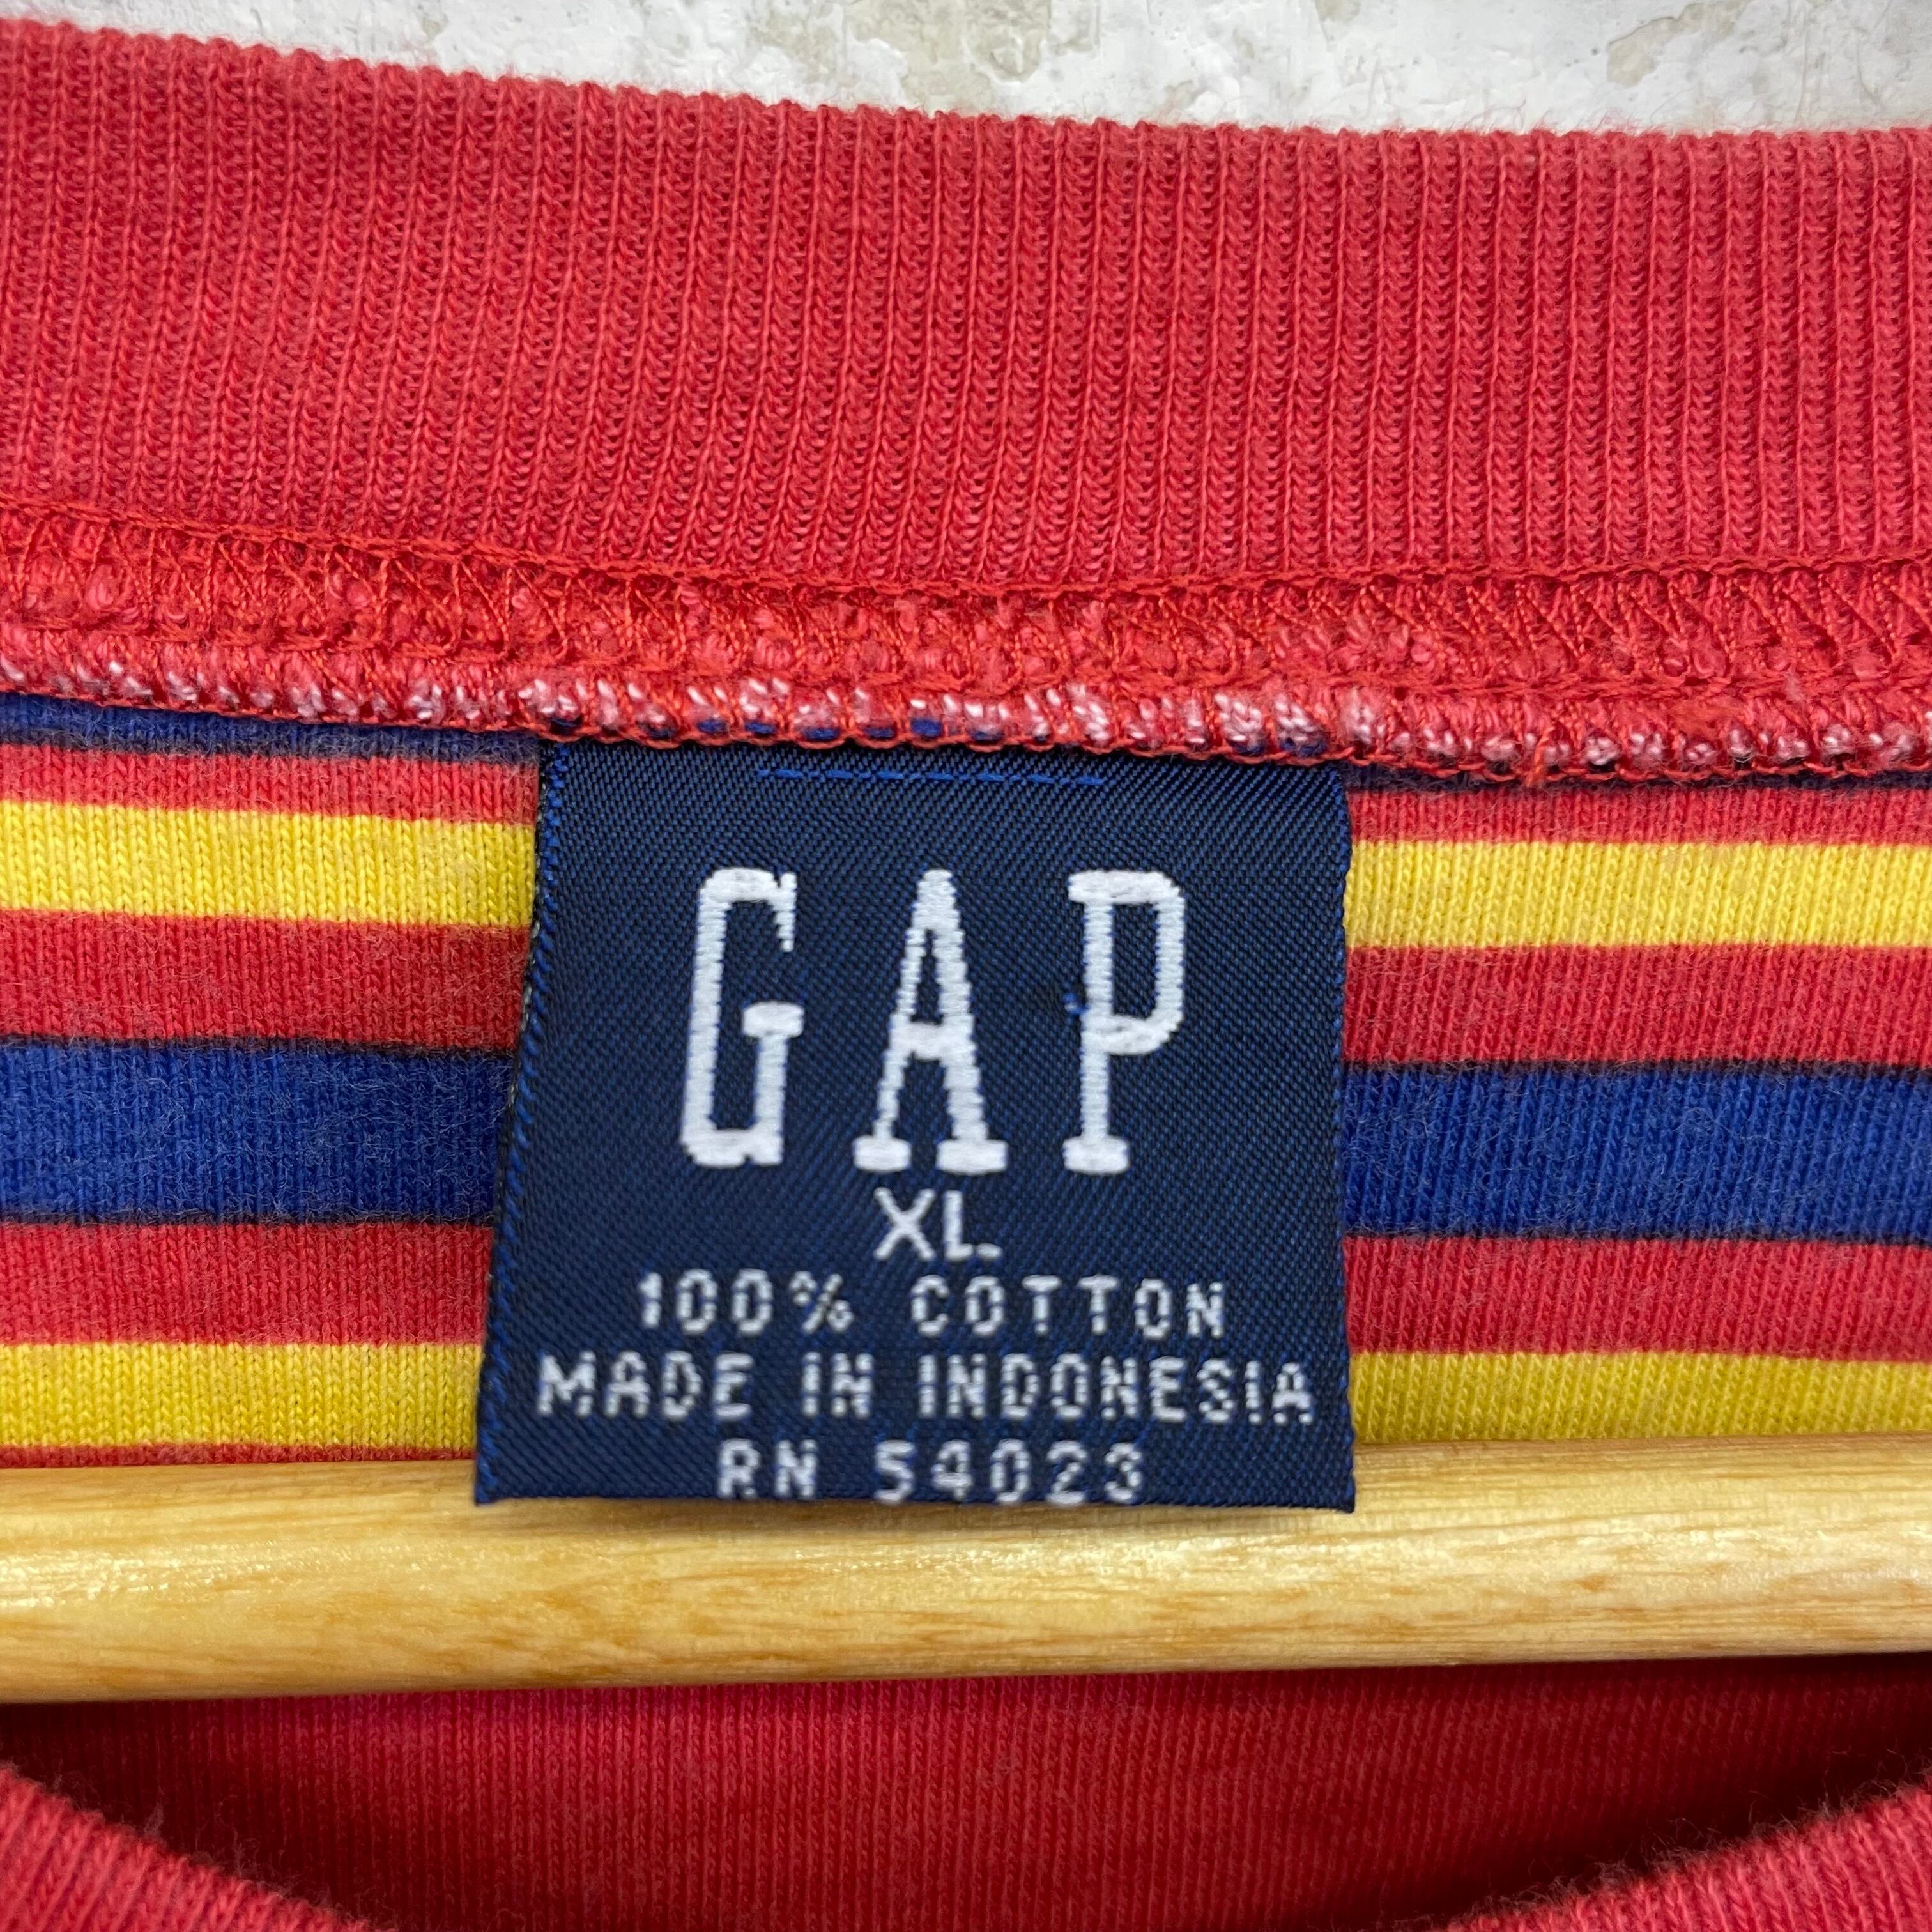 GAP
XL
100% COTTON
MADE IN INDONESIA
RN 54023